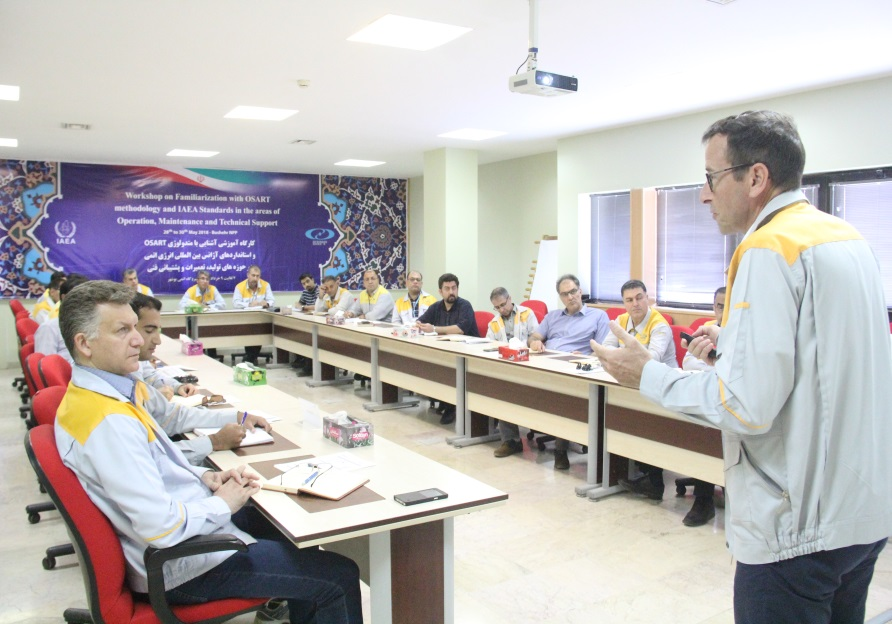 Workshop on Familiarization with OSART
methodology and IAEA Standards in the areas of
Operation, Maintenance and Technical Support
26th to 30th May 2018 - Bushehr NPP
IAEA
کارگاه آموزشی آشنایی با متدولوژی OSART
و استانداردهای آژانس بین المللی انرژی اتمی
حوزه های تولید، تعمیرات و پشتیبانی فنی